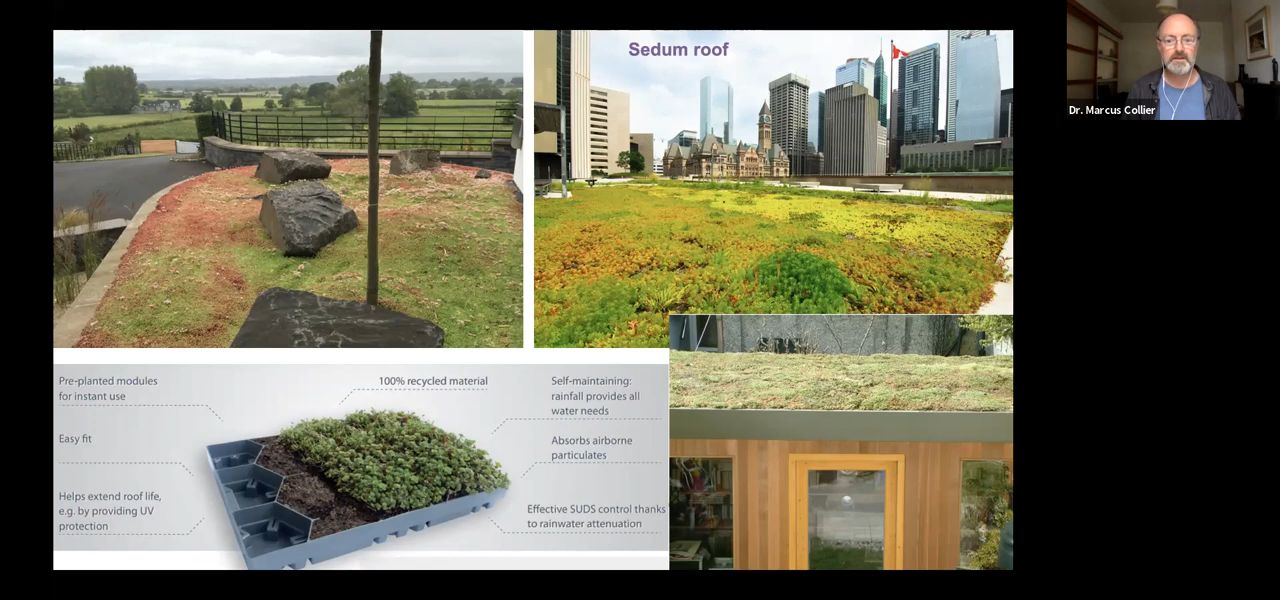 Sedum roof
Dr. Marcus Collier
Pre-planted modules
for instant use
100% recycled material
Self-maintaining:
rainfall provides all
water needs
Easy fit
Absorbs airborne
particulates
Helps extend roof life,
e.g. by providing UV
protection
Effective SUDS control thanks
to rainwater attenuation